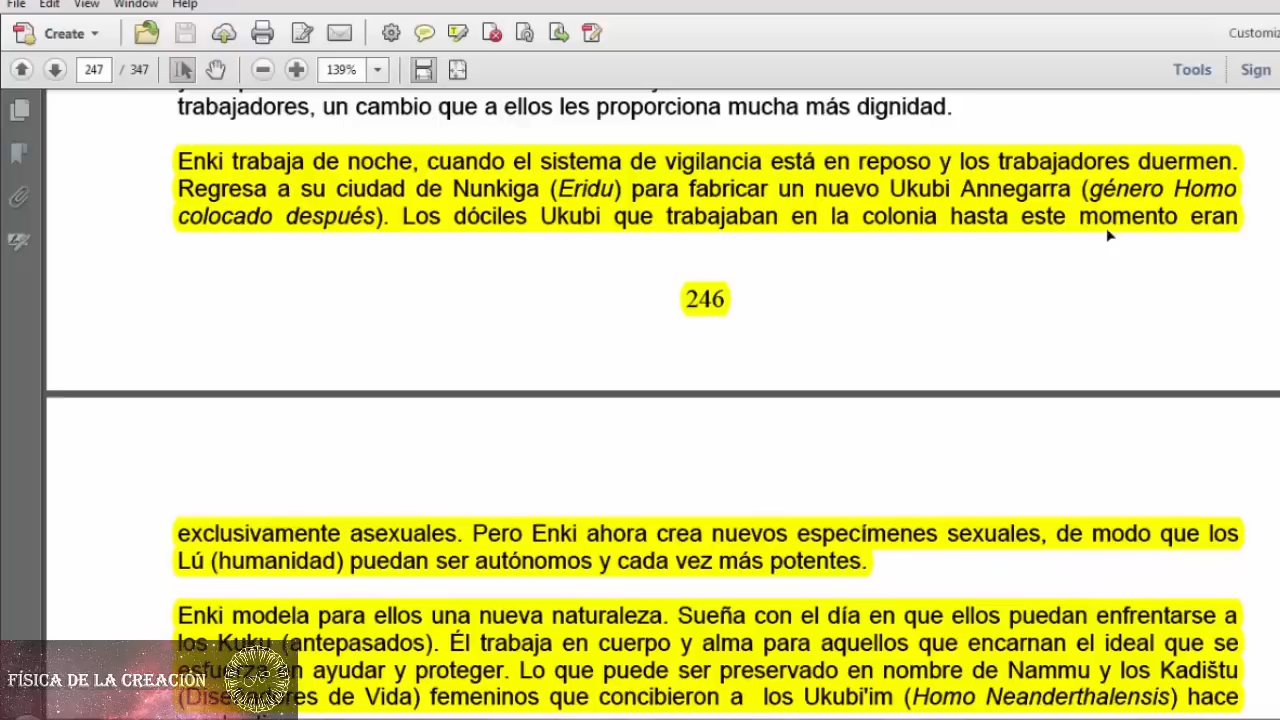 File Edit View Window Help
Create
Customiz
247 / 347
139%
Tools
Sign
trabajadores, un cambio que a ellos les proporciona mucha más dignidad.
Enki trabaja de noche, cuando el sistema de vigilancia está en reposo y los trabajadores duermen.
Regresa a su ciudad de Nunkiga (Eridu) para fabricar un nuevo Ukubi Annegarra (género Homo
colocado después). Los dóciles Ukubi que trabajaban en la colonia hasta este momento eran
246
exclusivamente asexuales. Pero Enki ahora crea nuevos especímenes sexuales, de modo que los
Lú (humanidad) puedan ser autónomos y cada vez más potentes.
Enki modela para ellos una nueva naturaleza. Sueña con el día en que ellos puedan enfrentarse a
los Kuku (antepasados). Él trabaja en cuerpo y alma para aquellos que encarnan el ideal que se
esfuerza en ayudar y proteger. Lo que puede ser preservado en nombre de Nammu y los Kadištu
(Diseñadores de Vida) femeninos que concibieron a los Ukubi'im (Homo Neanderthalensis) hace
FÍSICA DE LA CREACIÓN